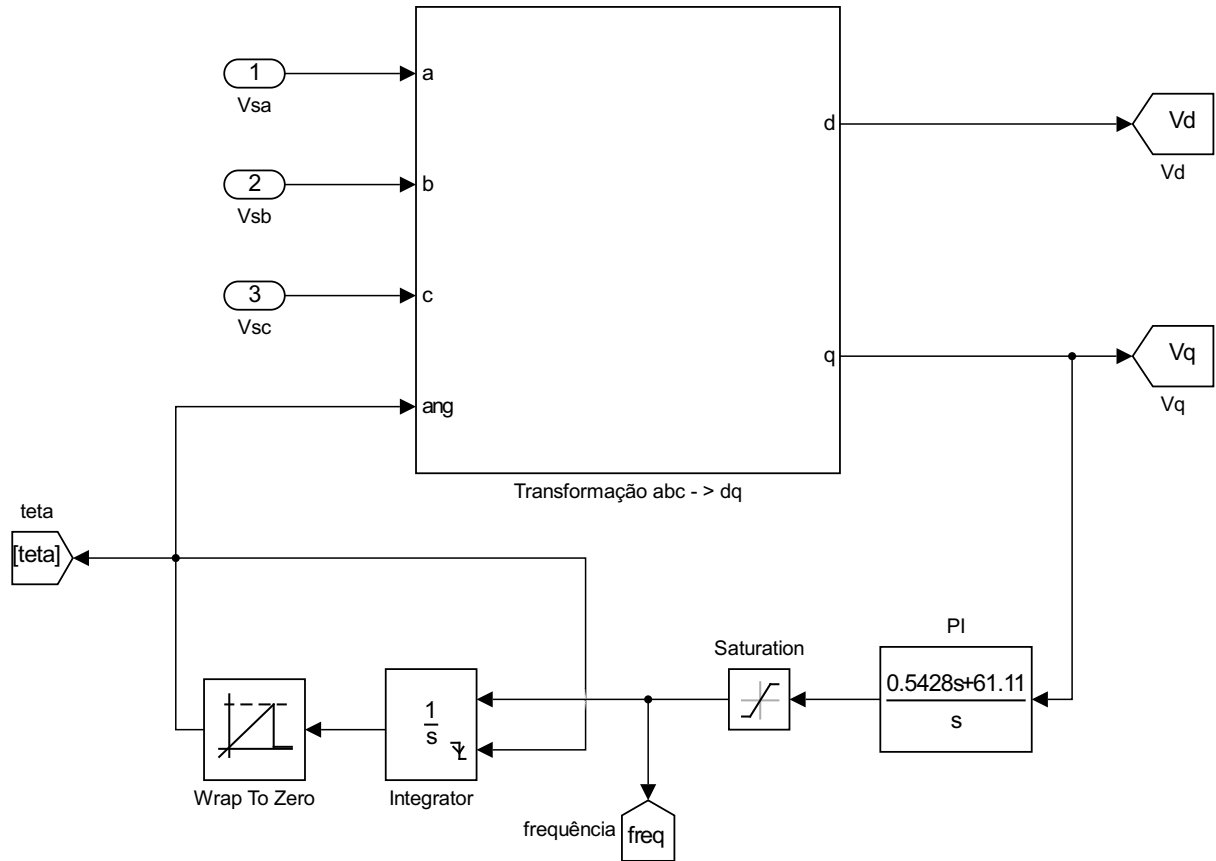 1
Vsa
a
d
Vd
Vd
2
Vsb
b
3
Vsc
c
q
Vq
Vq
ang
Transformação abc - > dq
teta
[teta]
PI
0.5428s+61.11
s
Saturation
1
s
Wrap To Zero
Integrator
frequência
freq